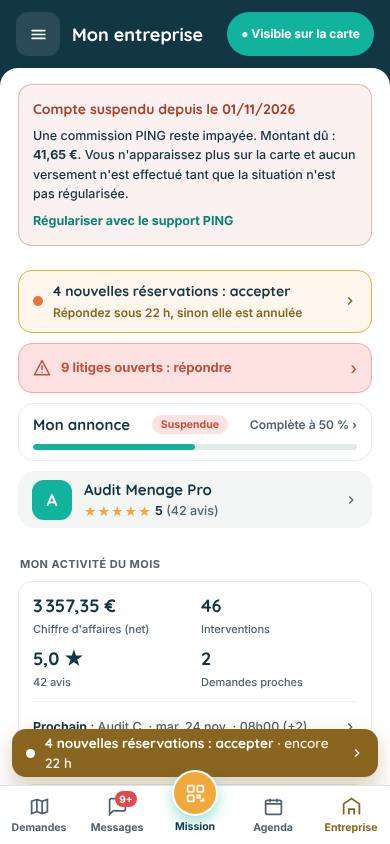 Mon entreprise
• Visible sur la carte
Compte suspendu depuis le 01/11/2026
Une commission PING reste impayée. Montant dû :
41,65 €. Vous n'apparaissez plus sur la carte et aucun
versement n'est effectué tant que la situation n'est
pas régularisée.
Régulariser avec le support PING
4 nouvelles réservations : accepter ›
Répondez sous 22 h, sinon elle est annulée
9 litiges ouverts : répondre ›
Mon annonce Suspendue Complète à 50 % ›
A
Audit Menage Pro ›
★★★★★ 5 (42 avis)
MON ACTIVITÉ DU MOIS
3 357,35 € 46
Chiffre d'affaires (net) Interventions
5,0 ★ 2
42 avis Demandes proches
Prochain : Audit C. · mar. 24 nov. · 08h00 (+2) ›
4 nouvelles réservations : accepter · encore
22 h
›
9+
Demandes Messages Mission Agenda Entreprise